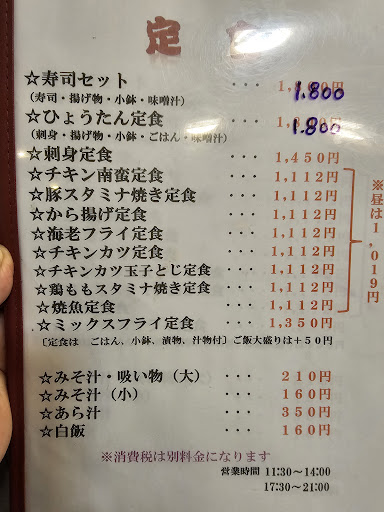 定
☆寿司セット ・・・ 1.800
(寿司・揚げ物・小鉢・味噌汁)
☆ひょうたん定食 ・・・ 1.800
(刺身・揚げ物・小鉢・ごはん・味噌汁)
☆刺身定食 ・・・ 1,450円
☆チキン南蛮定食 ・・・ 1,112円
☆豚スタミナ焼き定食 ・・・ 1,112円
☆から揚げ定食 ・・・ 1,112円
☆海老フライ定食 ・・・ 1,112円
☆チキンカツ定食 ・・・ 1,112円
☆チキンカツ玉子とじ定食 ・・・ 1,112円
☆鶏ももスタミナ焼き定食 ・・・ 1,112円
☆焼魚定食 ・・・ 1,112円
※昼は1,019円
☆ミックスフライ定食 ・・・ 1,350円
〔定食は ごはん、小鉢、漬物、汁物付〕ご飯大盛りは+50円
☆みそ汁・吸い物(大) ・・・ 210円
☆みそ汁(小) ・・・ 160円
☆あら汁 ・・・ 350円
☆白飯 ・・・ 160円
※消費税は別料金になります
営業時間 11:30~14:00
17:30~21:00